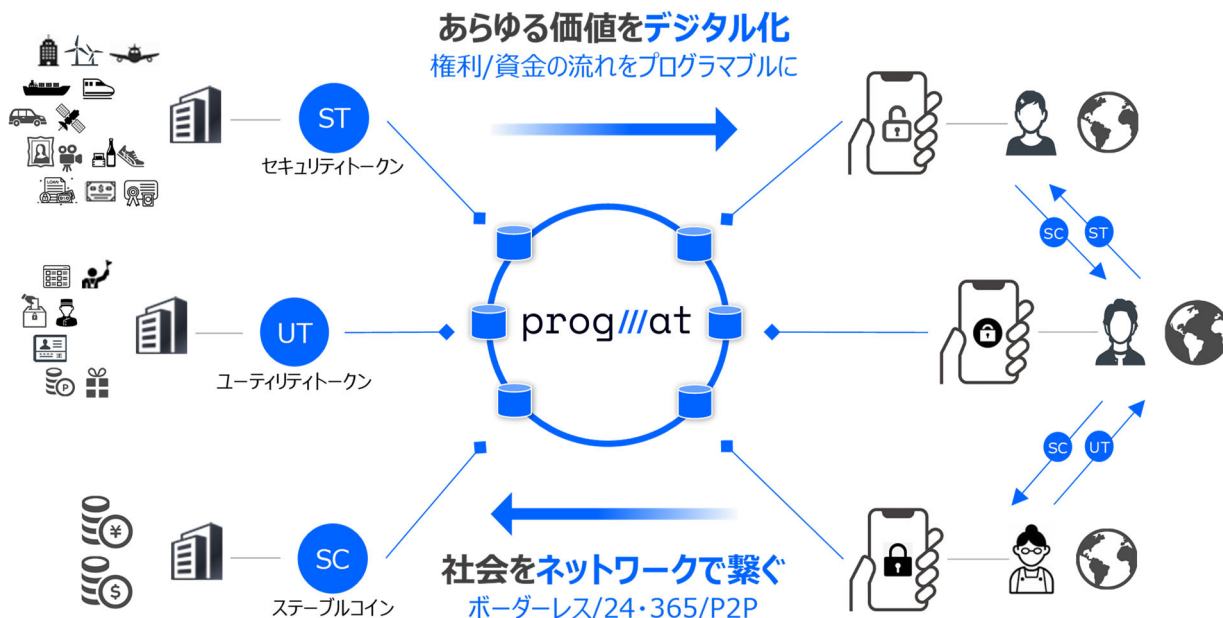 あらゆる価値をデジタル化
権利/資金の流れをプログラマブルに
ST
セキュリティトークン
SC
ST
UT
ユーティリティトークン
P
progmat
SC
UT
¥
$
SC
ステーブルコイン
社会をネットワークで繋ぐ
ボーダーレス/24・365/P2P